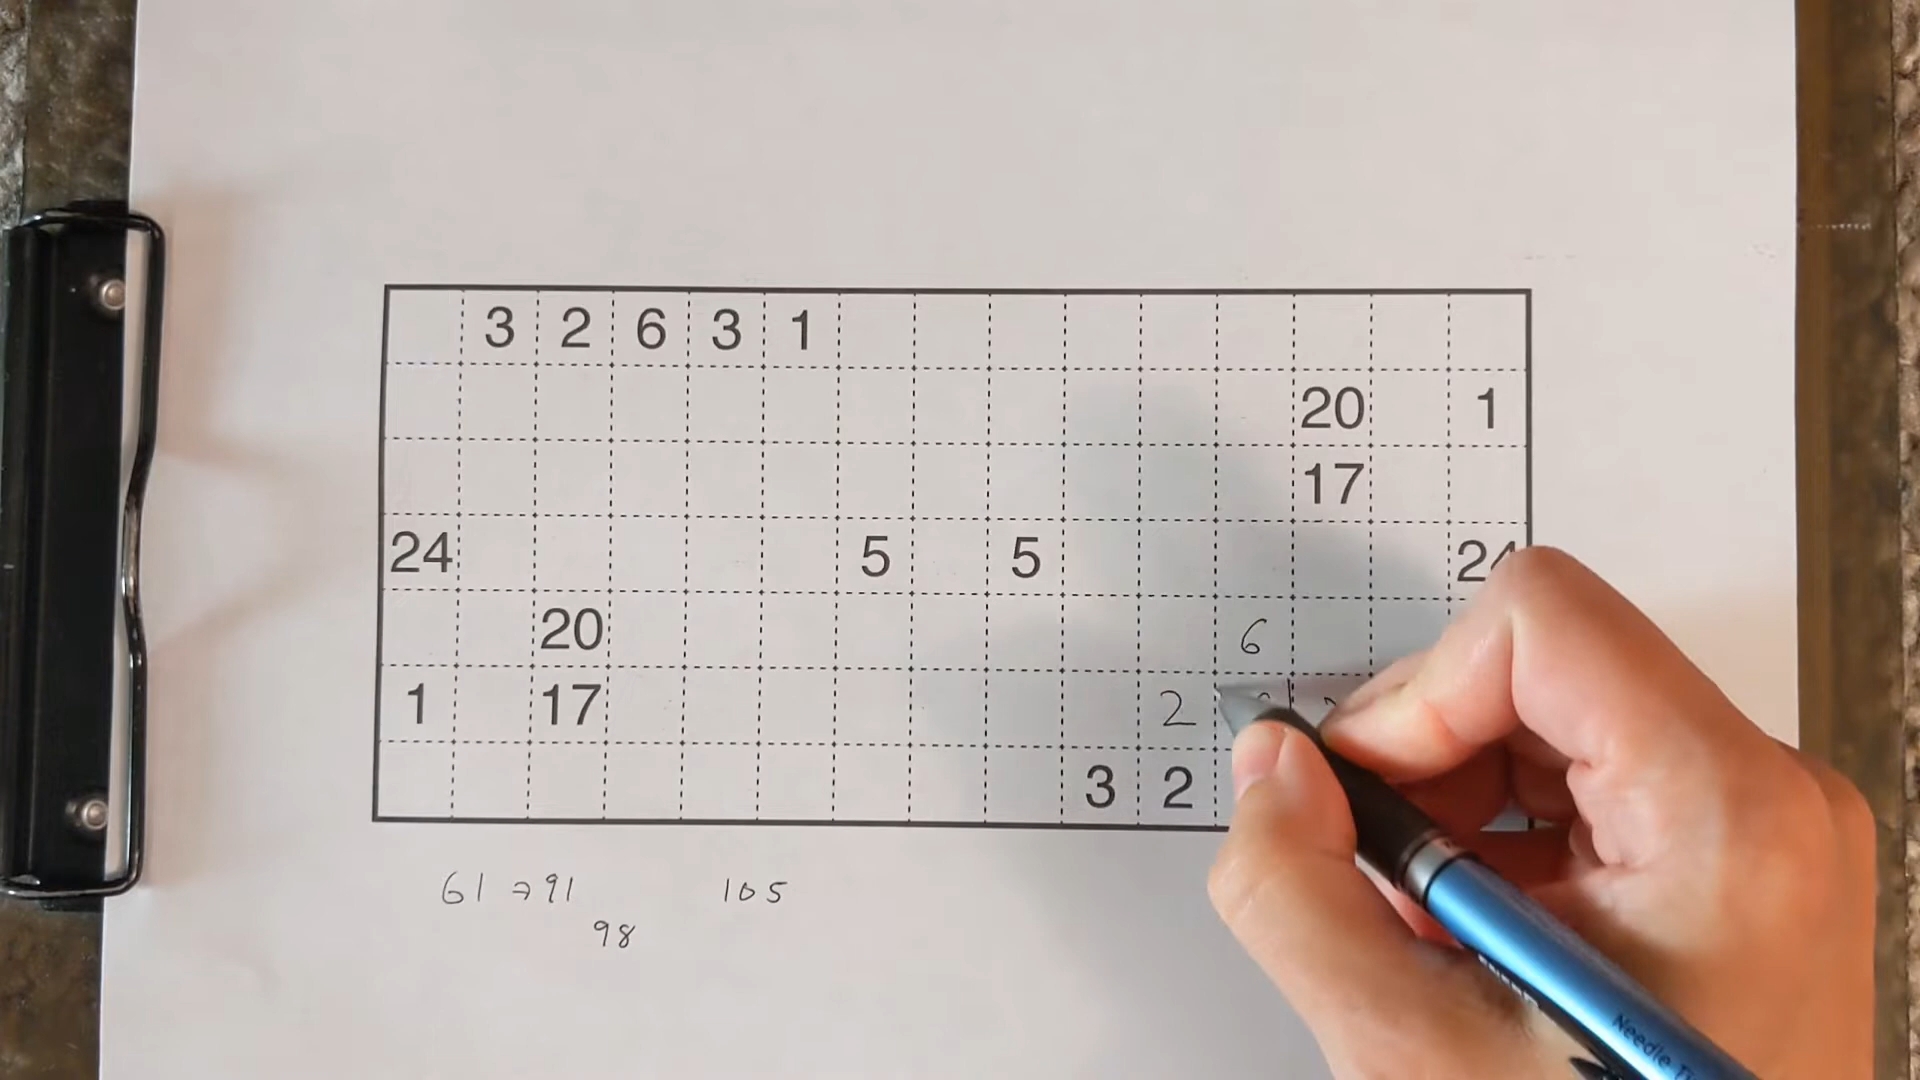 3 2 6 3 1
20 1
17
24 5 5 24
20 6
1 17 2
3 2
61 → 91 105
98
Needle